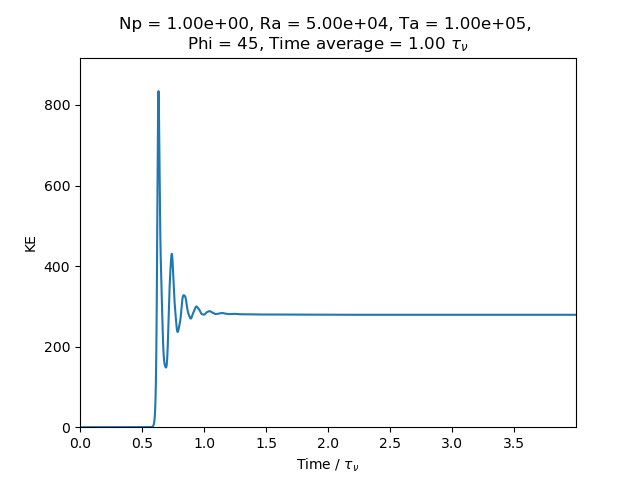 Np = 1.00e+00, Ra = 5.00e+04, Ta = 1.00e+05,
Phi = 45, Time average = 1.00 τν
800
600
400
200
0
KE
0.0 0.5 1.0 1.5 2.0 2.5 3.0 3.5
Time / τν